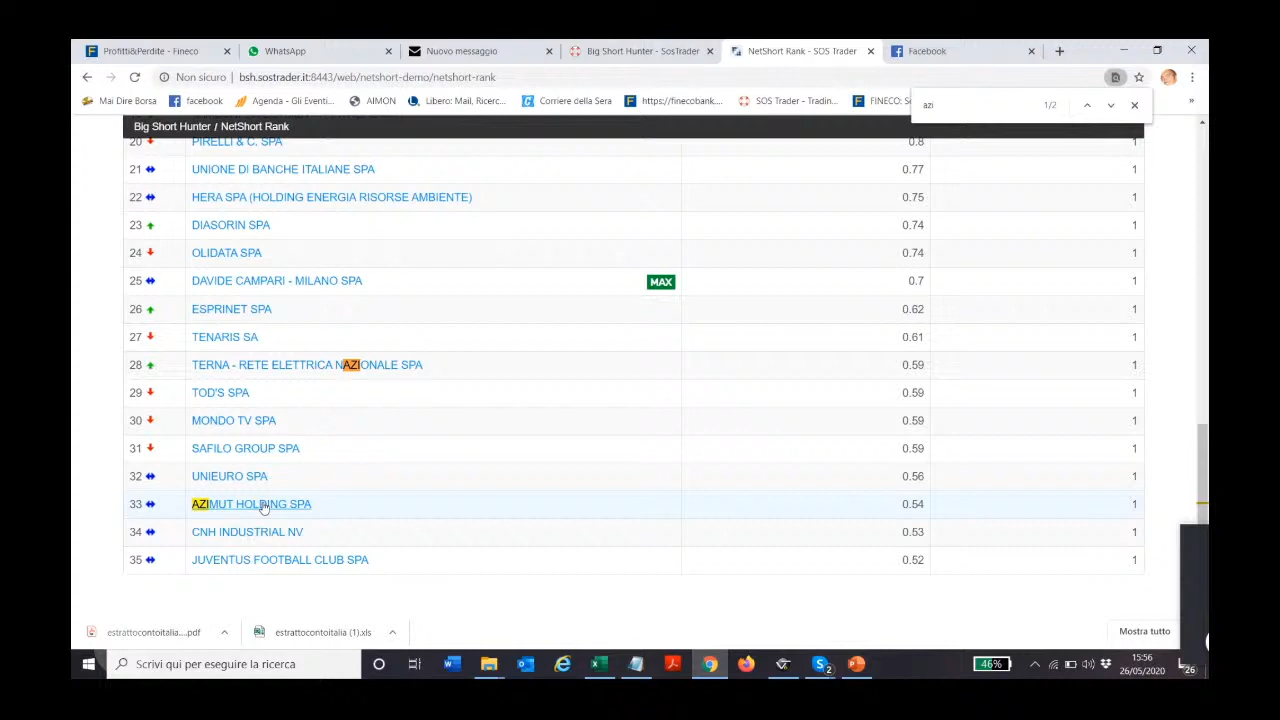 Profitti&Perdite - Fineco
WhatsApp
Nuovo messaggio
Big Short Hunter - SosTrader
NetShort Rank - SOS Trader
Facebook
Non sicuro
bsh.sostrader.it:8443/web/netshort-demo/netshort-rank
Mai Dire Borsa
facebook
Agenda - Gli Eventi...
AIMON
Libero: Mail, Ricerc...
Corriere della Sera
https://finecobank....
SOS Trader - Tradin...
azi
1/2
Big Short Hunter / NetShort Rank
20 PIRELLI & C. SPA 0.8 1
21 UNIONE DI BANCHE ITALIANE SPA 0.77 1
22 HERA SPA (HOLDING ENERGIA RISORSE AMBIENTE) 0.75 1
23 DIASORIN SPA 0.74 1
24 OLIDATA SPA 0.74 1
25 DAVIDE CAMPARI - MILANO SPA MAX 0.7 1
26 ESPRINET SPA 0.62 1
27 TENARIS SA 0.61 1
28 TERNA - RETE ELETTRICA NAZIONALE SPA 0.59 1
29 TOD'S SPA 0.59 1
30 MONDO TV SPA 0.59 1
31 SAFILO GROUP SPA 0.59 1
32 UNIEURO SPA 0.56 1
33 AZIMUT HOLDING SPA 0.54 1
34 CNH INDUSTRIAL NV 0.53 1
35 JUVENTUS FOOTBALL CLUB SPA 0.52 1
estrattocontoitalia....pdf
estrattocontoitalia (1).xls
Mostra tutto
Scrivi qui per eseguire la ricerca
46%
15:56
26/05/2020
26
2